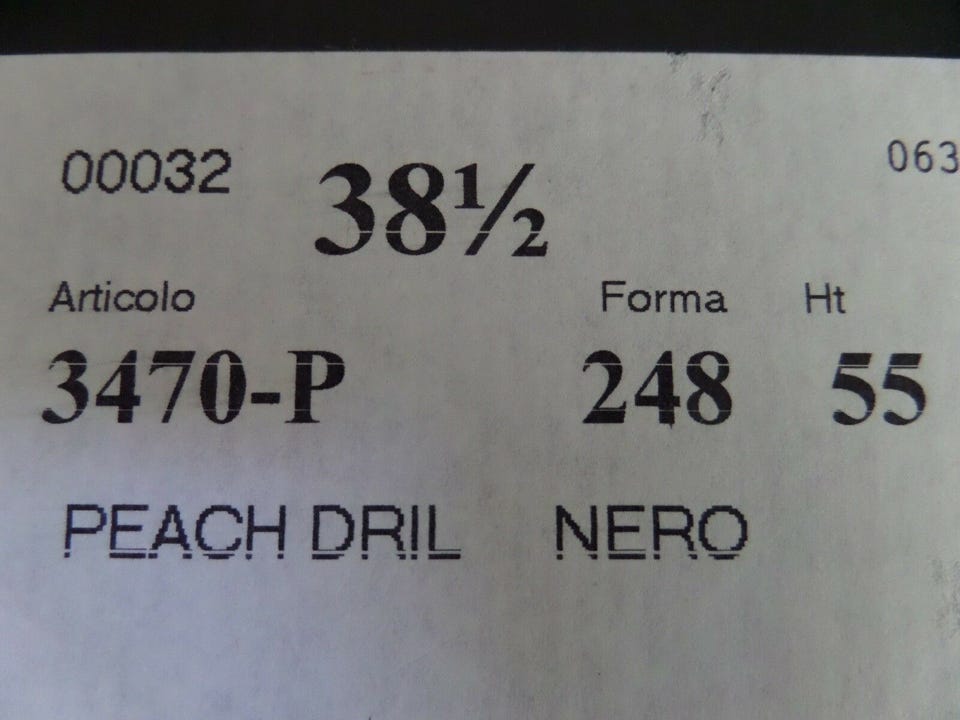 00032 38½ 063
Articolo Forma Ht
3470-P 248 55
PEACH DRIL NERO